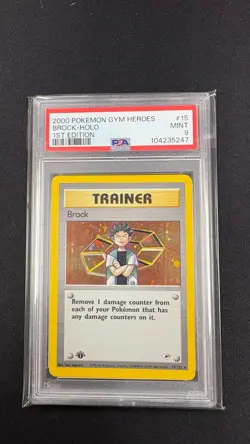 2000 POKEMON GYM HEROES #15
BROCK-HOLO MINT
1ST EDITION PSA 9
104235247
TRAINER
Brock
Remove 1 damage counter from
each of your Pokémon that has
any damage counters on it.